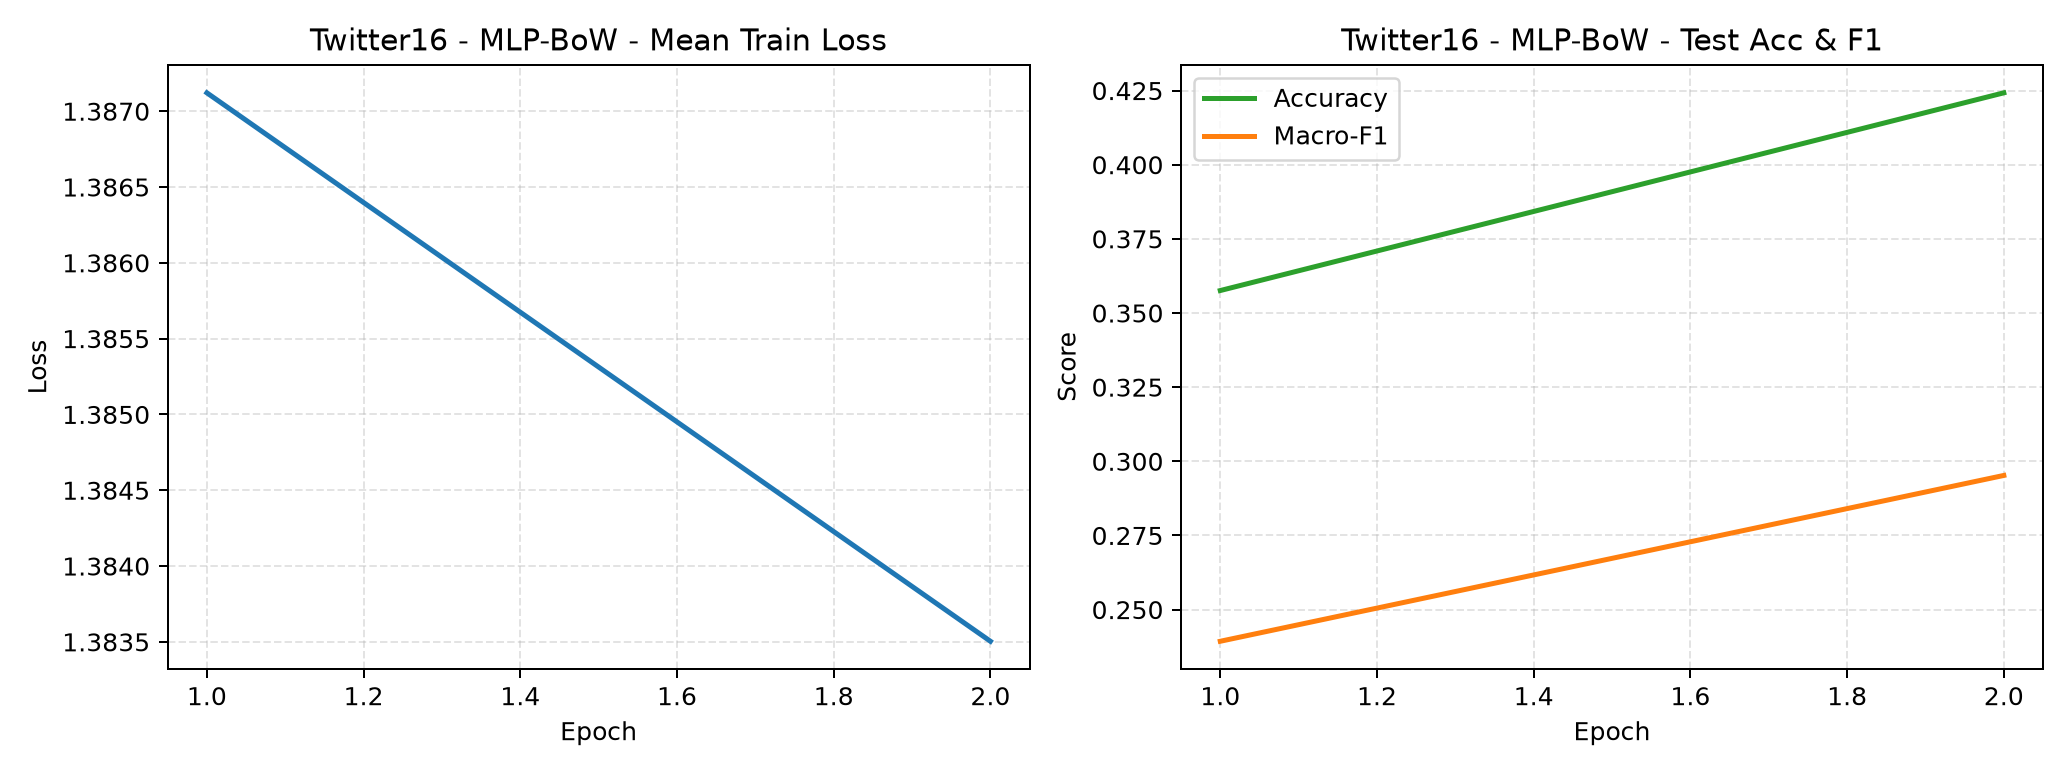 Twitter16 - MLP-BoW - Mean Train Loss
1.3870
1.3865
1.3860
1.3855
1.3850
1.3845
1.3840
1.3835
Loss
1.0 1.2 1.4 1.6 1.8 2.0
Epoch
Twitter16 - MLP-BoW - Test Acc & F1
Accuracy
Macro-F1
0.425
0.400
0.375
0.350
0.325
0.300
0.275
0.250
Score
1.0 1.2 1.4 1.6 1.8 2.0
Epoch